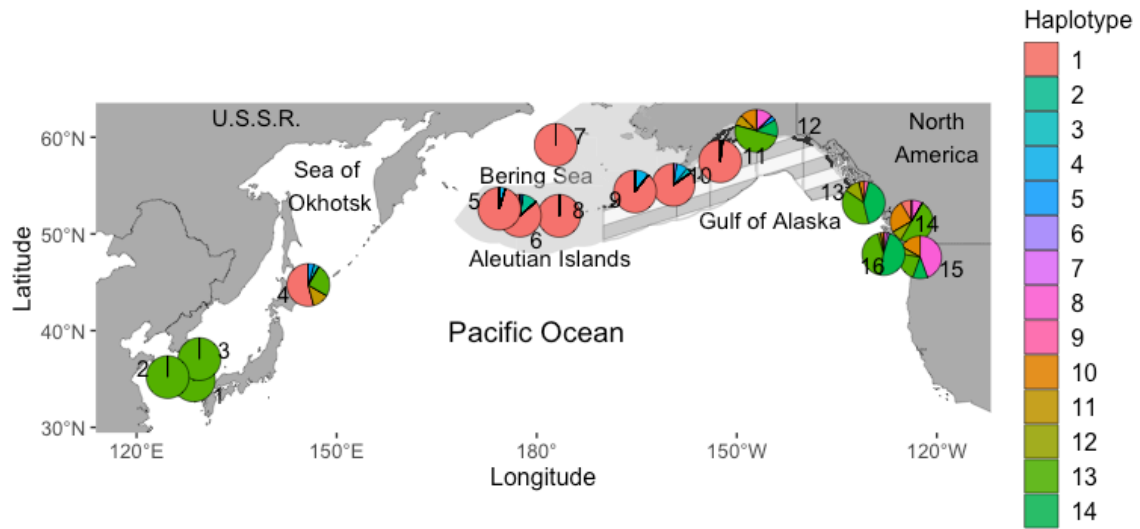 Haplotype
1
2
3
4
5
6
7
8
9
10
11
12
13
14
60°N
50°N
40°N
30°N
Latitude
U.S.S.R.
Sea of
Okhotsk
7
12
North
America
Bering Sea
11
10
5
9
13
8
Gulf of Alaska
14
6
Aleutian Islands
16
15
4
Pacific Ocean
3
2
1
120°E
150°E
180°
150°W
120°W
Longitude